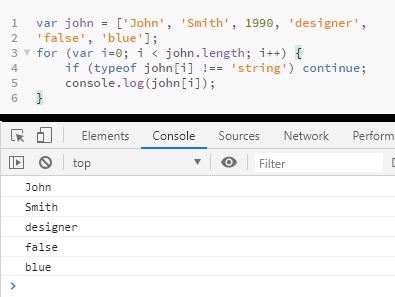 1 var john = ['John', 'Smith', 1990, 'designer',
2 'false', 'blue'];
3 for (var i=0; i < john.length; i++) {
4 if (typeof john[i] !== 'string') continue;
5 console.log(john[i]);
6 }
Elements Console Sources Network Perform
top Filter
John
Smith
designer
false
blue
>